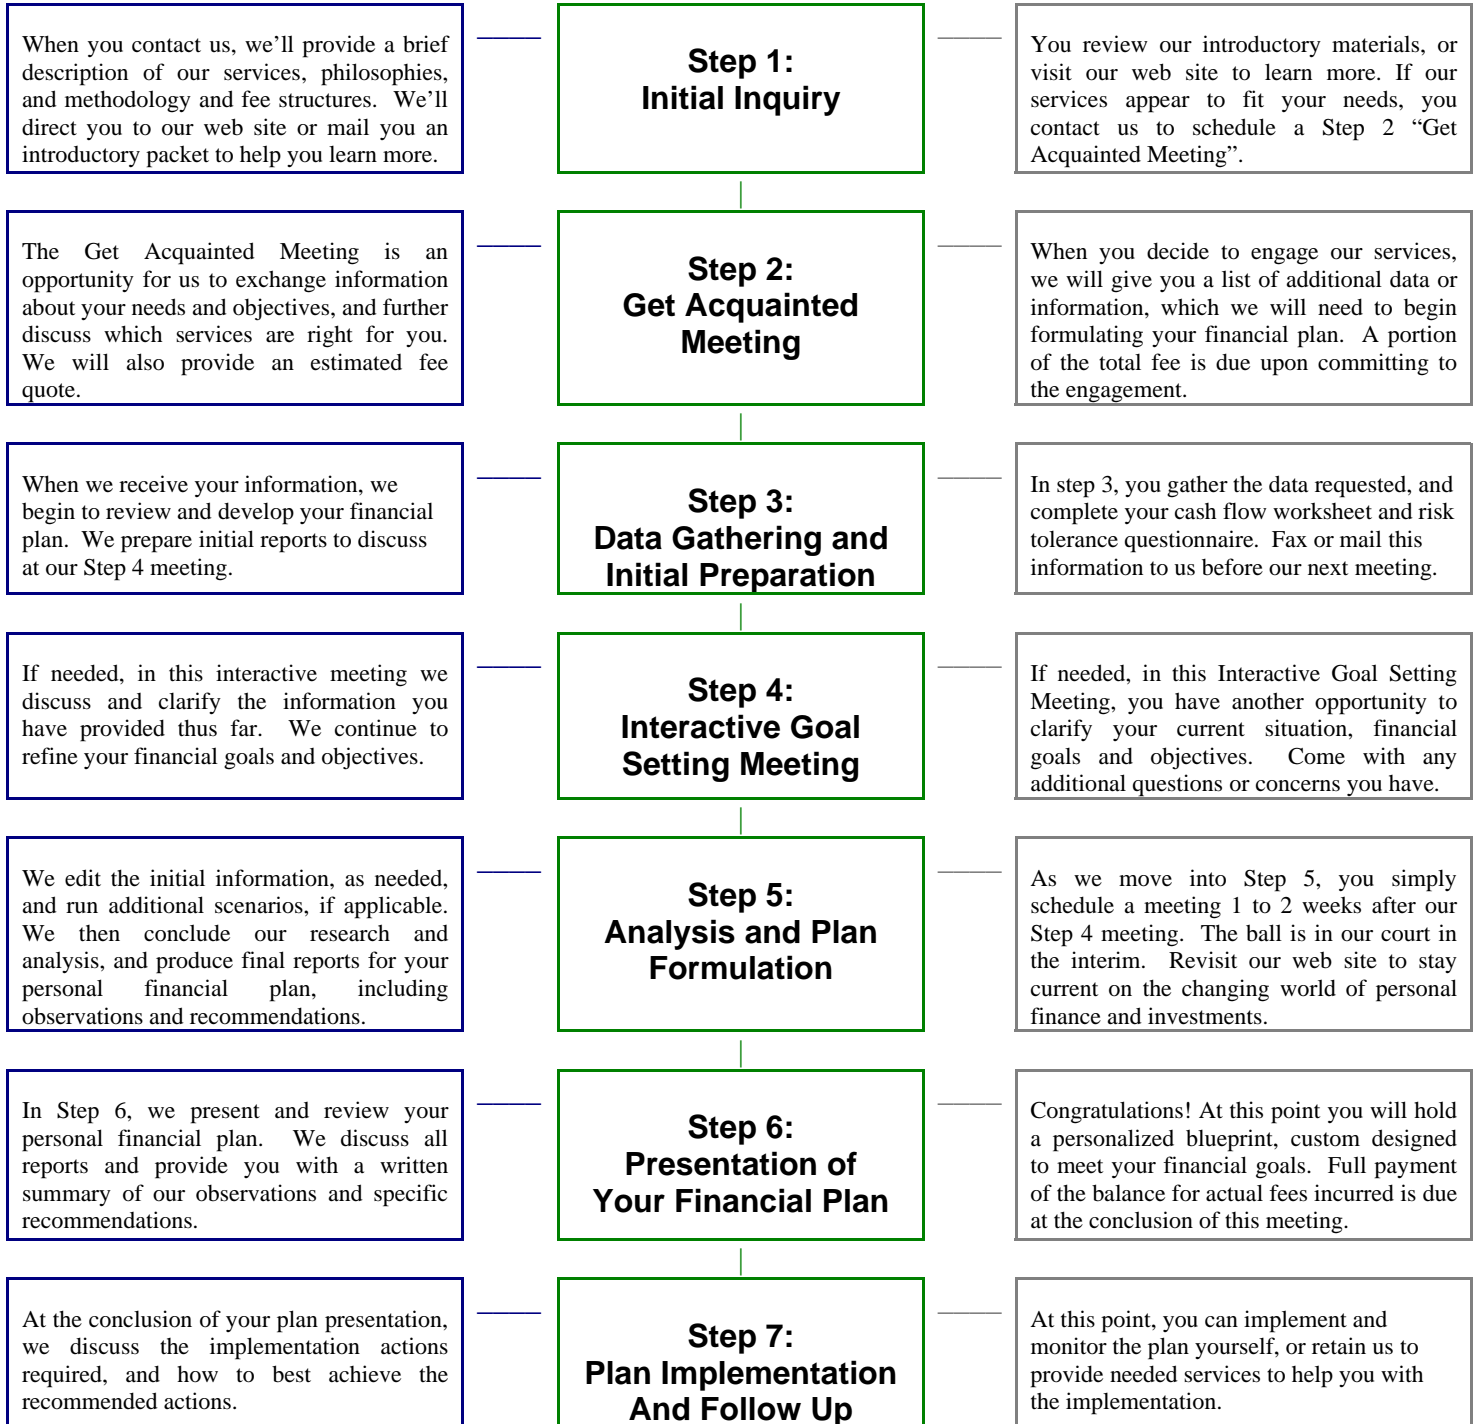 When you contact us, we’ll provide a brief
description of our services, philosophies,
and methodology and fee structures. We’ll
direct you to our web site or mail you an
introductory packet to help you learn more.
Step 1:
Initial Inquiry
You review our introductory materials, or
visit our web site to learn more. If our
services appear to fit your needs, you
contact us to schedule a Step 2 “Get
Acquainted Meeting”.
The Get Acquainted Meeting is an
opportunity for us to exchange information
about your needs and objectives, and further
discuss which services are right for you.
We will also provide an estimated fee
quote.
Step 2:
Get Acquainted
Meeting
When you decide to engage our services,
we will give you a list of additional data or
information, which we will need to begin
formulating your financial plan. A portion
of the total fee is due upon committing to
the engagement.
When we receive your information, we
begin to review and develop your financial
plan. We prepare initial reports to discuss
at our Step 4 meeting.
Step 3:
Data Gathering and
Initial Preparation
In step 3, you gather the data requested, and
complete your cash flow worksheet and risk
tolerance questionnaire. Fax or mail this
information to us before our next meeting.
If needed, in this interactive meeting we
discuss and clarify the information you
have provided thus far. We continue to
refine your financial goals and objectives.
Step 4:
Interactive Goal
Setting Meeting
If needed, in this Interactive Goal Setting
Meeting, you have another opportunity to
clarify your current situation, financial
goals and objectives. Come with any
additional questions or concerns you have.
We edit the initial information, as needed,
and run additional scenarios, if applicable.
We then conclude our research and
analysis, and produce final reports for your
personal financial plan, including
observations and recommendations.
Step 5:
Analysis and Plan
Formulation
As we move into Step 5, you simply
schedule a meeting 1 to 2 weeks after our
Step 4 meeting. The ball is in our court in
the interim. Revisit our web site to stay
current on the changing world of personal
finance and investments.
In Step 6, we present and review your
personal financial plan. We discuss all
reports and provide you with a written
summary of our observations and specific
recommendations.
Step 6:
Presentation of
Your Financial Plan
Congratulations! At this point you will hold
a personalized blueprint, custom designed
to meet your financial goals. Full payment
of the balance for actual fees incurred is due
at the conclusion of this meeting.
At the conclusion of your plan presentation,
we discuss the implementation actions
required, and how to best achieve the
recommended actions.
Step 7:
Plan Implementation
And Follow Up
At this point, you can implement and
monitor the plan yourself, or retain us to
provide needed services to help you with
the implementation.